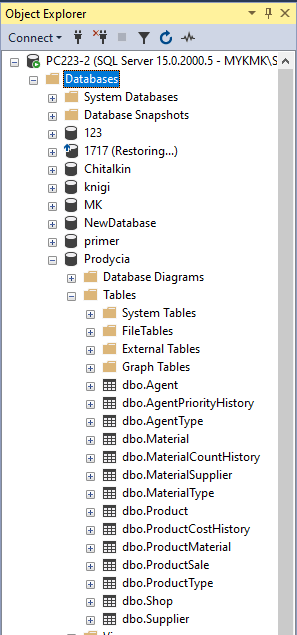 Object Explorer
Connect
PC223-2 (SQL Server 15.0.2000.5 - MYKMK\S
Databases
System Databases
Database Snapshots
123
1717 (Restoring...)
Chitalkin
knigi
MK
NewDatabase
primer
Prodycia
Database Diagrams
Tables
System Tables
FileTables
External Tables
Graph Tables
dbo.Agent
dbo.AgentPriorityHistory
dbo.AgentType
dbo.Material
dbo.MaterialCountHistory
dbo.MaterialSupplier
dbo.MaterialType
dbo.Product
dbo.ProductCostHistory
dbo.ProductMaterial
dbo.ProductSale
dbo.ProductType
dbo.Shop
dbo.Supplier